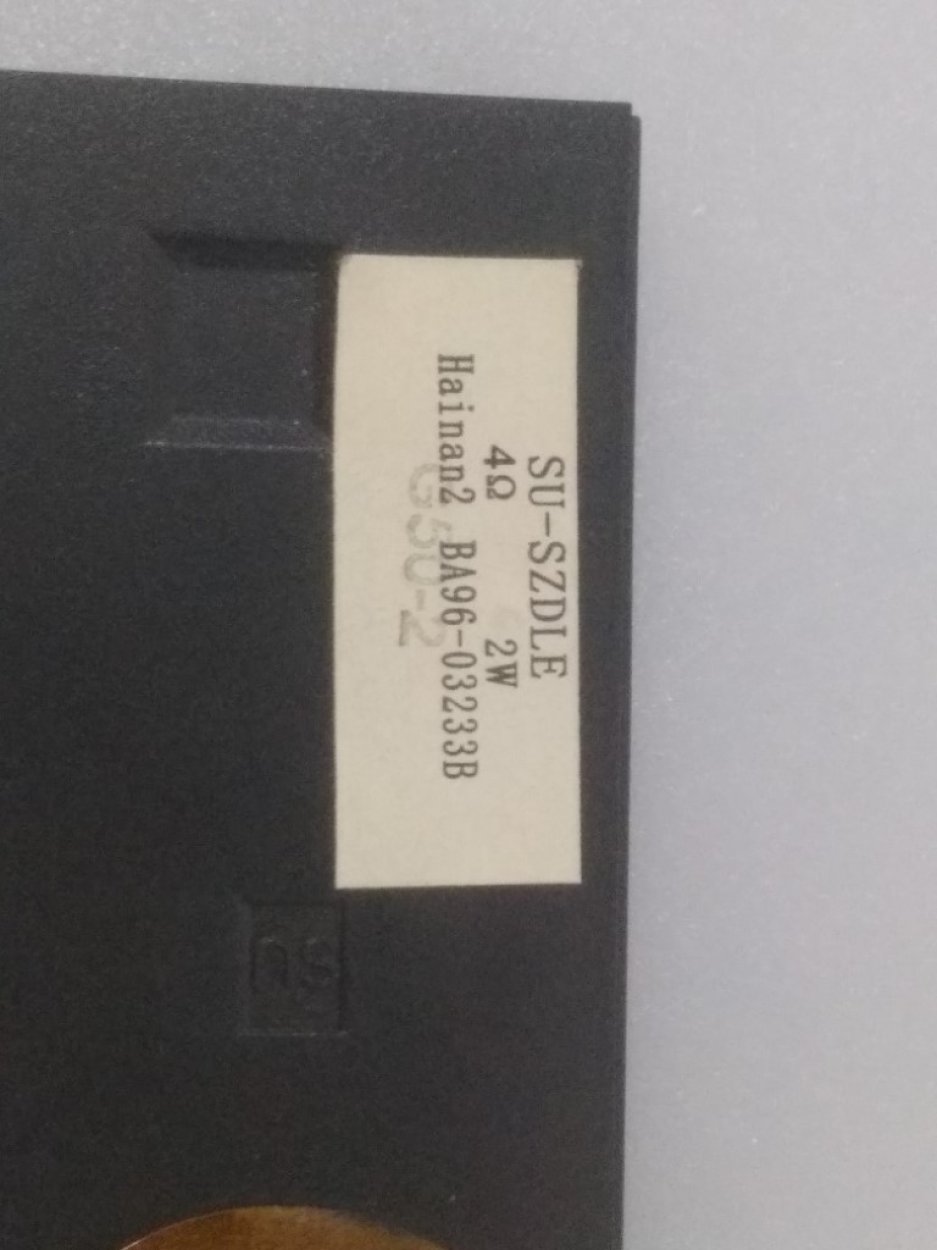 SU-SZDLE
4Ω 2W
Hainan2 BA96-03233B
G50-2